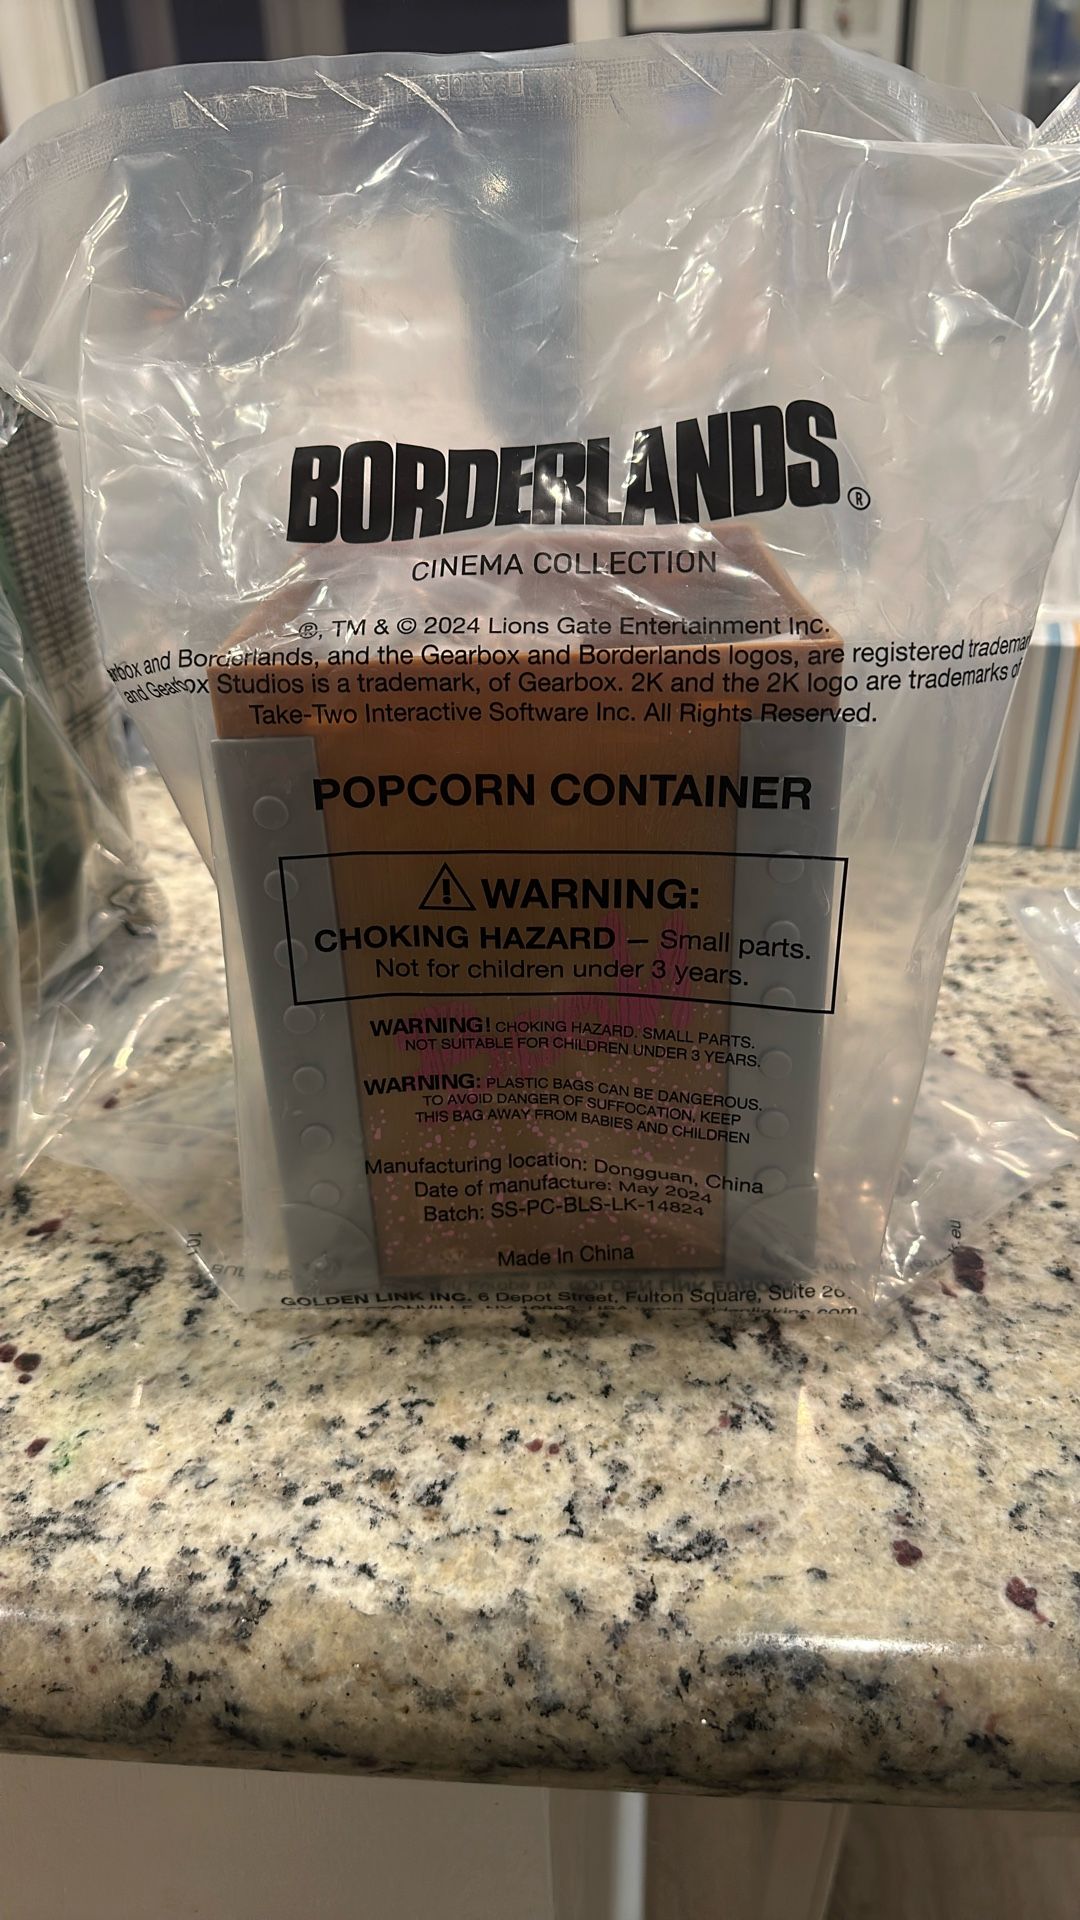 BORDERLANDS®
CINEMA COLLECTION
®, TM & © 2024 Lions Gate Entertainment Inc.
and Borderlands, and the Gearbox and Borderlands logos, are registered
and Gearbox Studios is a trademark, of Gearbox. 2K and the 2K logo are trademarks of
Take-Two Interactive Software Inc. All Rights Reserved.
POPCORN CONTAINER
WARNING:
CHOKING HAZARD – Small parts.
Not for children under 3 years.
WARNING! CHOKING HAZARD. SMALL PARTS.
NOT SUITABLE FOR CHILDREN UNDER 3 YEARS.
WARNING: PLASTIC BAGS CAN BE DANGEROUS.
TO AVOID DANGER OF SUFFOCATION, KEEP
THIS BAG AWAY FROM BABIES AND CHILDREN
Manufacturing location: Dongguan, China
Date of manufacture: May 2024
Batch: SS-PC-BLS-LK-14824
Made In China
GOLDEN LINK INC. 6 Depot Street, Fulton Square, Suite